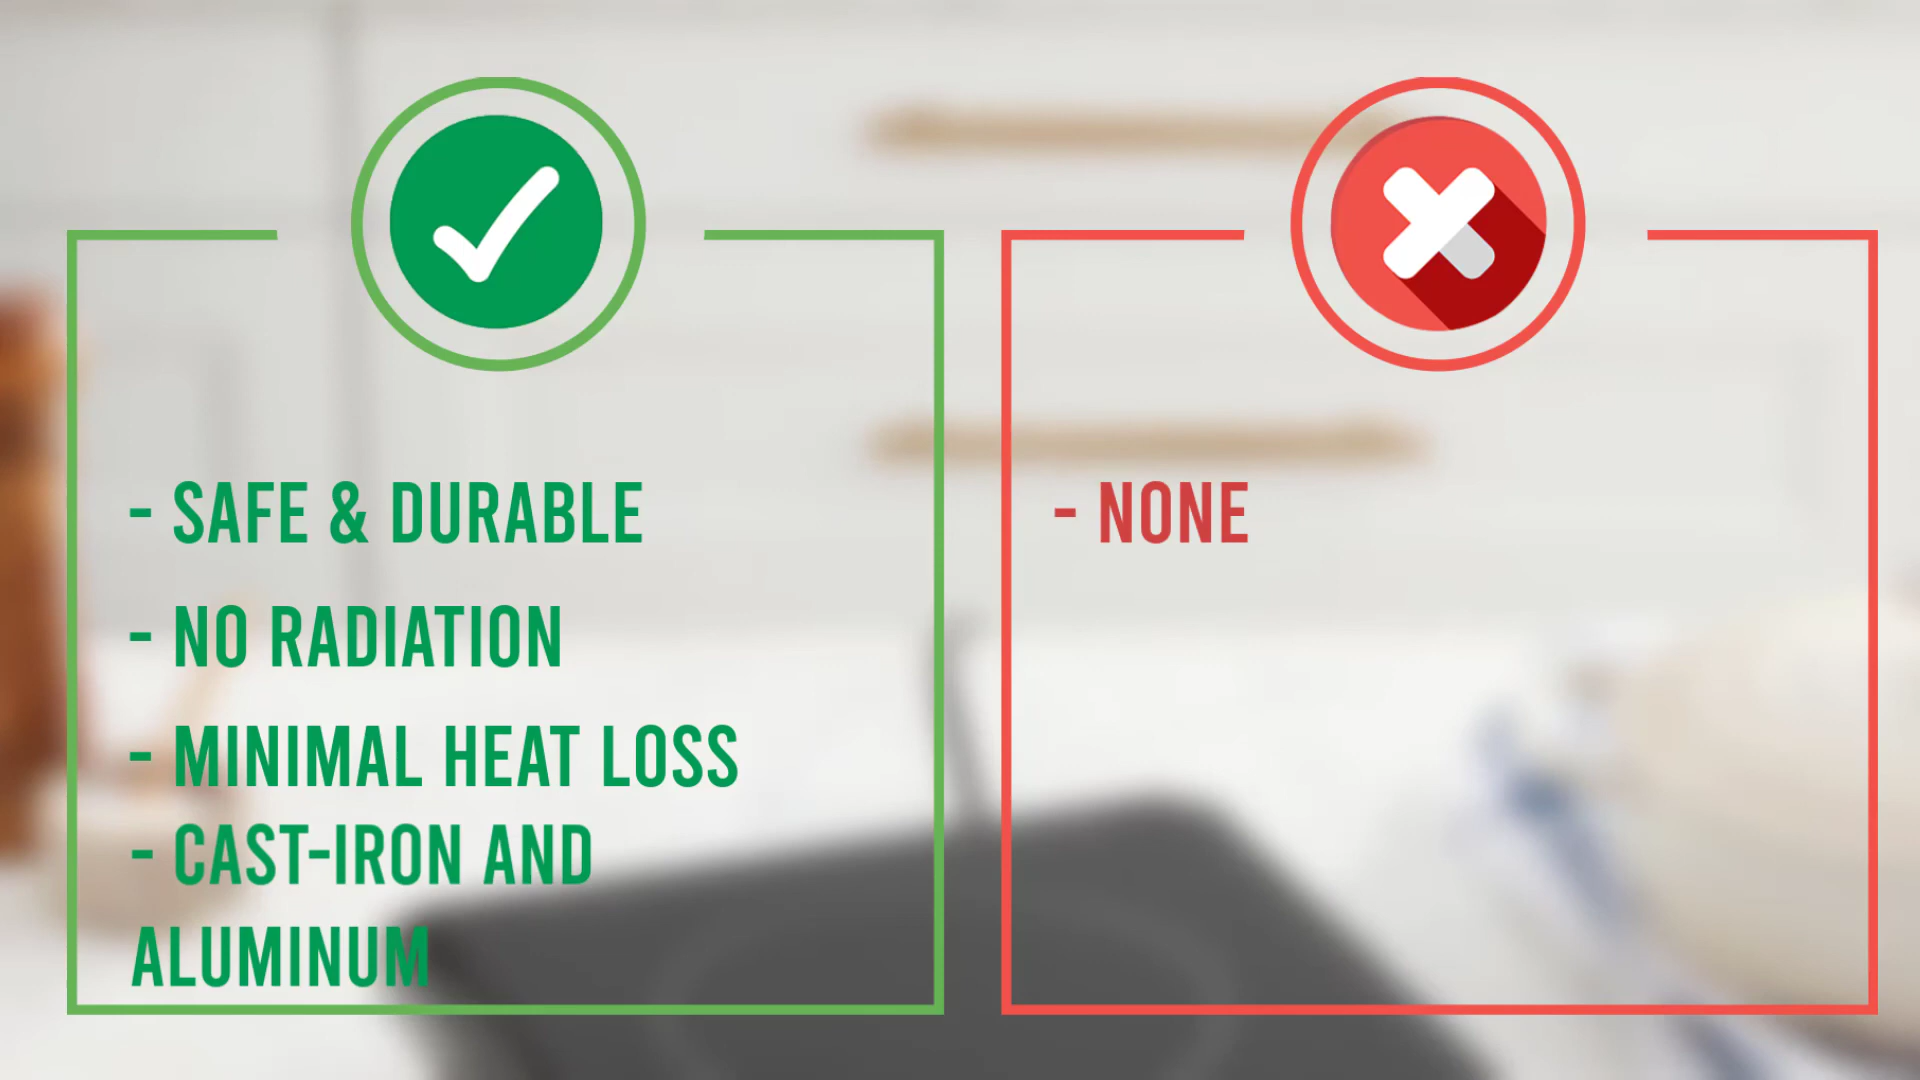 - SAFE & DURABLE
- NO RADIATION
- MINIMAL HEAT LOSS
- CAST-IRON AND
ALUMINUM
- NONE